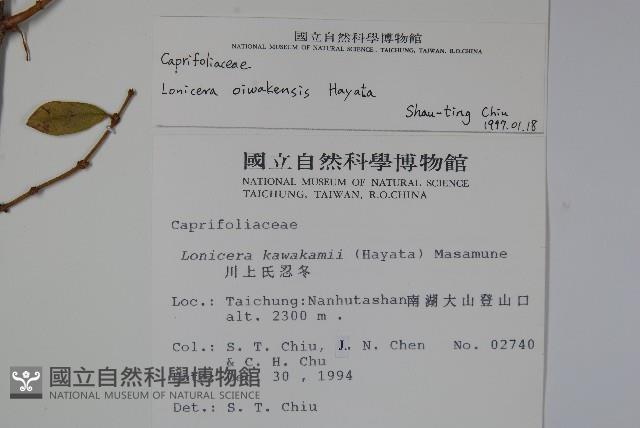 國立自然科學博物館
NATIONAL MUSEUM OF NATURAL SCIENCE, TAICHUNG, TAIWAN, R.O.CHINA
Caprifoliaceae
Lonicera oiwakensis Hayata
Shau-ting Chiu
1997.01.18
國立自然科學博物館
NATIONAL MUSEUM OF NATURAL SCIENCE
TAICHUNG, TAIWAN, R.O.CHINA
Caprifoliaceae
Lonicera kawakamii (Hayata) Masamune
川上氏忍冬
Loc.: Taichung:Nanhutashan南湖大山登山口
alt. 2300 m .
Col.: S. T. Chiu, J. N. Chen No. 02740
& C. H. Chu
30 , 1994
Det.: S. T. Chiu
國立自然科學博物館
NATIONAL MUSEUM OF NATURAL SCIENCE